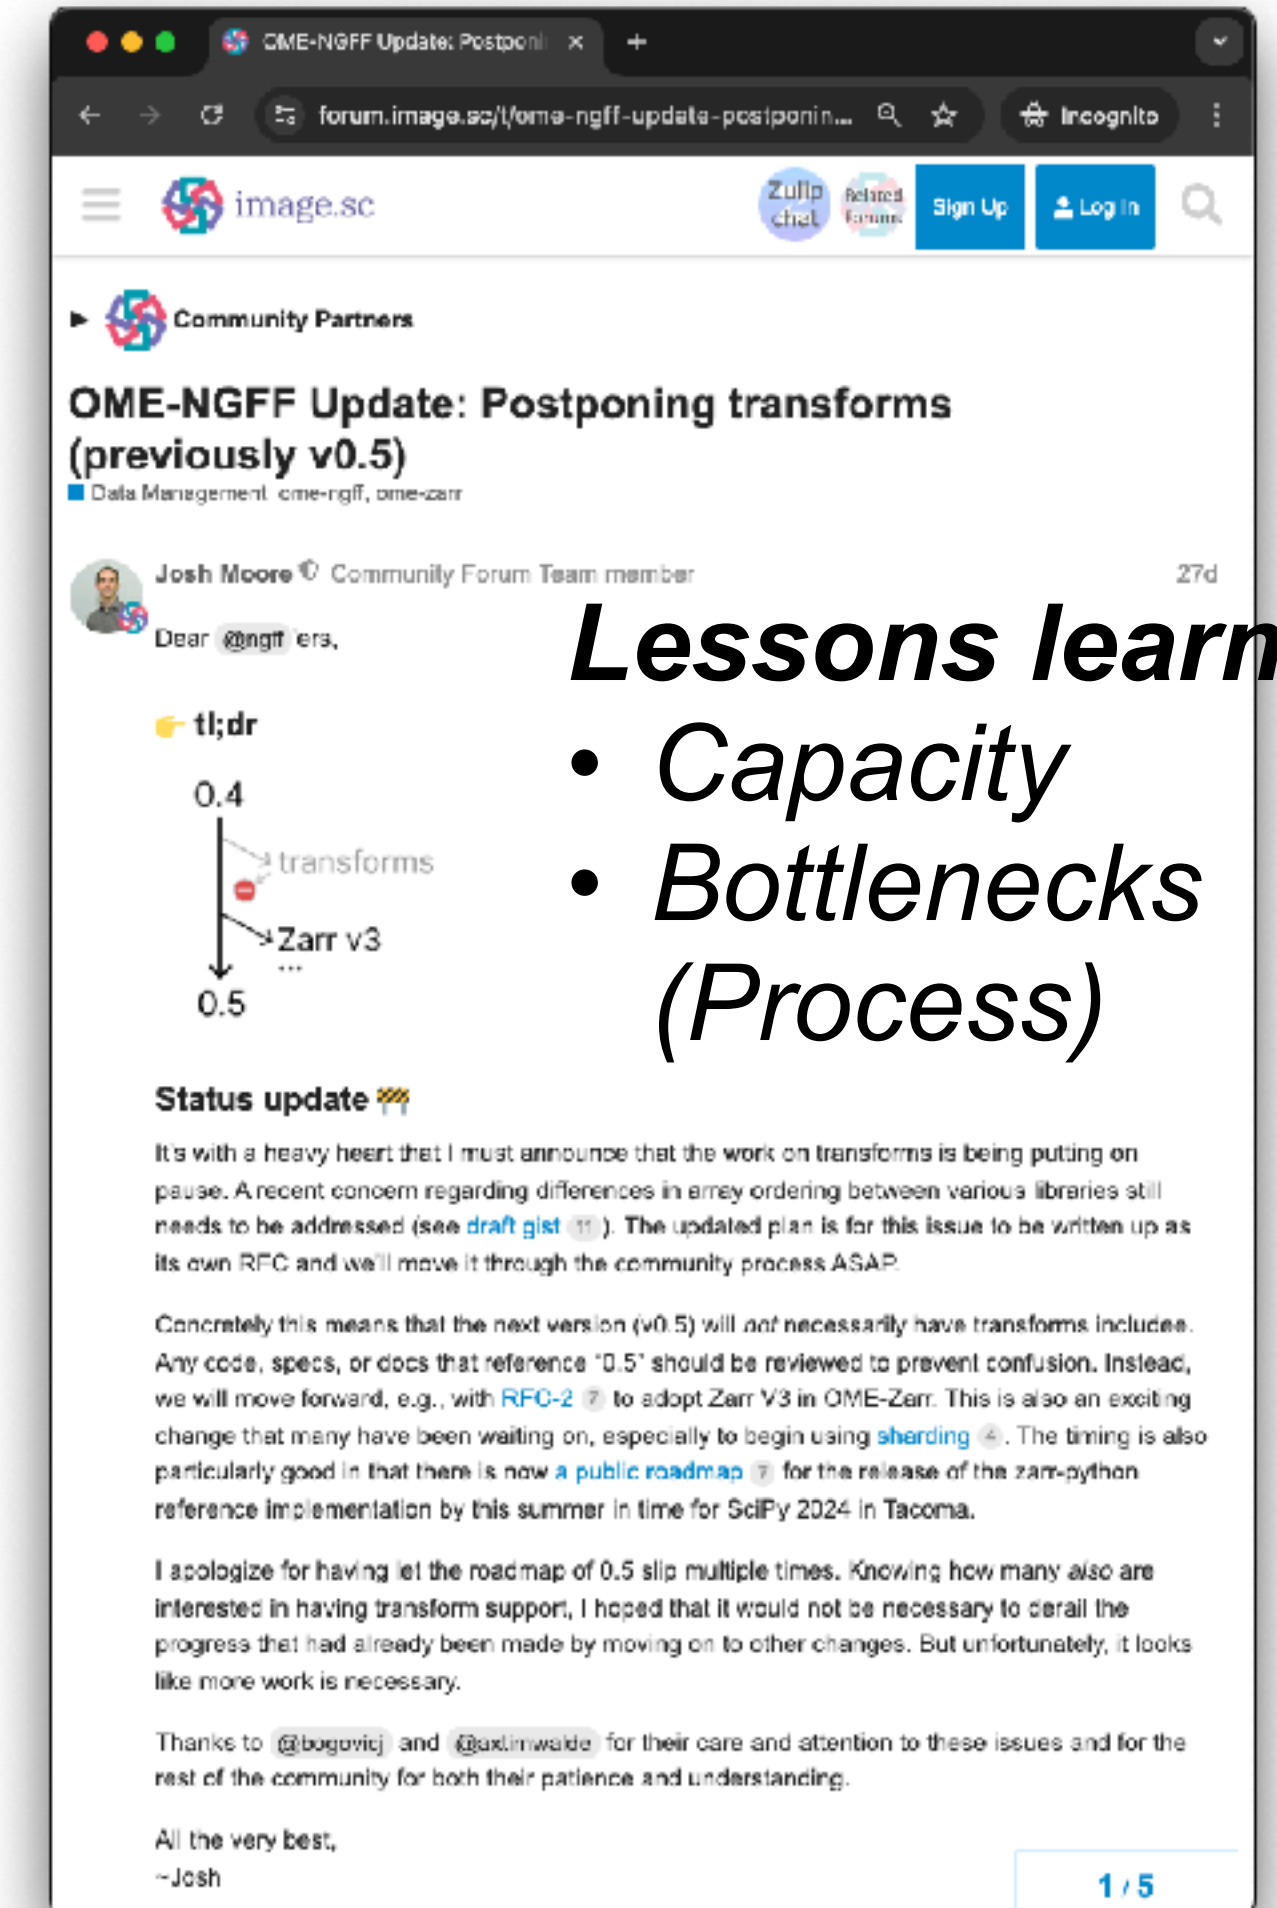 OME-NGFF Update: Postponi
forum.image.sc/t/ome-ngff-update-postponin...
Incognito
image.sc
Zulip
chat
Related
Forums
Sign Up
Log In
Community Partners
OME-NGFF Update: Postponing transforms
(previously v0.5)
Data Management ome-ngff, ome-zarr
Josh Moore Community Forum Team member 27d
Dear @ngff ers,
Lessons learn
• Capacity
• Bottlenecks
(Process)
👉 tl;dr
0.4
transforms
Zarr v3
...
0.5
Status update 🚧
It's with a heavy heart that I must announce that the work on transforms is being putting on
pause. A recent concern regarding differences in array ordering between various libraries still
needs to be addressed (see draft gist 11 ). The updated plan is for this issue to be written up as
its own RFC and we'll move it through the community process ASAP.
Concretely this means that the next version (v0.5) will not necessarily have transforms includee.
Any code, specs, or docs that reference "0.5" should be reviewed to prevent confusion. Instead,
we will move forward, e.g., with RFC-2 7 to adopt Zarr V3 in OME-Zarr. This is also an exciting
change that many have been waiting on, especially to begin using sharding 4 . The timing is also
particularly good in that there is now a public roadmap 7 for the release of the zarr-python
reference implementation by this summer in time for SciPy 2024 in Tacoma.
I apologize for having let the roadmap of 0.5 slip multiple times. Knowing how many also are
interested in having transform support, I hoped that it would not be necessary to derail the
progress that had already been made by moving on to other changes. But unfortunately, it looks
like more work is necessary.
Thanks to @bogovicj and @axtimwalde for their care and attention to these issues and for the
rest of the community for both their patience and understanding.
All the very best,
~Josh
1 / 5